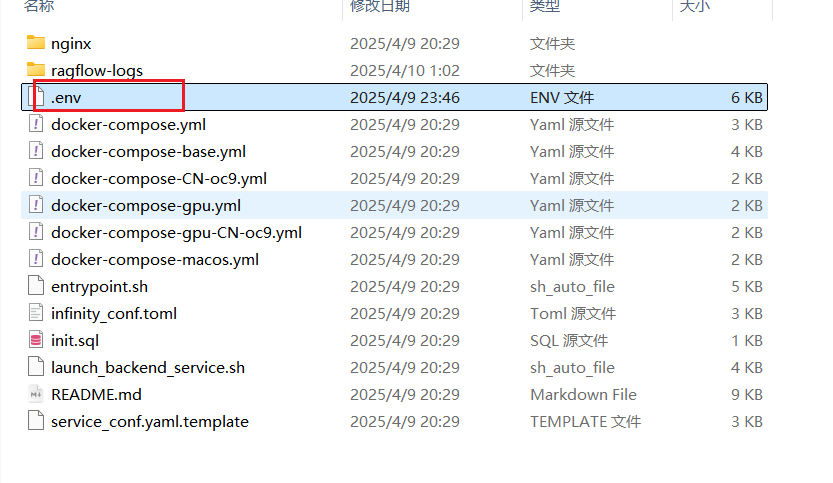 名称 修改日期 类型 大小
nginx 2025/4/9 20:29 文件夹
ragflow-logs 2025/4/10 1:02 文件夹
.env 2025/4/9 23:46 ENV 文件 6 KB
docker-compose.yml 2025/4/9 20:29 Yaml 源文件 3 KB
docker-compose-base.yml 2025/4/9 20:29 Yaml 源文件 4 KB
docker-compose-CN-oc9.yml 2025/4/9 20:29 Yaml 源文件 2 KB
docker-compose-gpu.yml 2025/4/9 20:29 Yaml 源文件 2 KB
docker-compose-gpu-CN-oc9.yml 2025/4/9 20:29 Yaml 源文件 2 KB
docker-compose-macos.yml 2025/4/9 20:29 Yaml 源文件 2 KB
entrypoint.sh 2025/4/9 20:29 sh_auto_file 5 KB
infinity_conf.toml 2025/4/9 20:29 Toml 源文件 3 KB
init.sql 2025/4/9 20:29 SQL 源文件 1 KB
launch_backend_service.sh 2025/4/9 20:29 sh_auto_file 4 KB
README.md 2025/4/9 20:29 Markdown File 9 KB
service_conf.yaml.template 2025/4/9 20:29 TEMPLATE 文件 3 KB